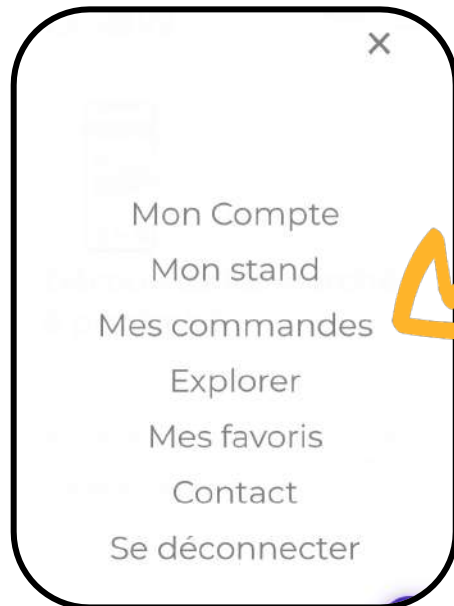 Mon Compte
Mon stand
Mes commandes
Explorer
Mes favoris
Contact
Se déconnecter